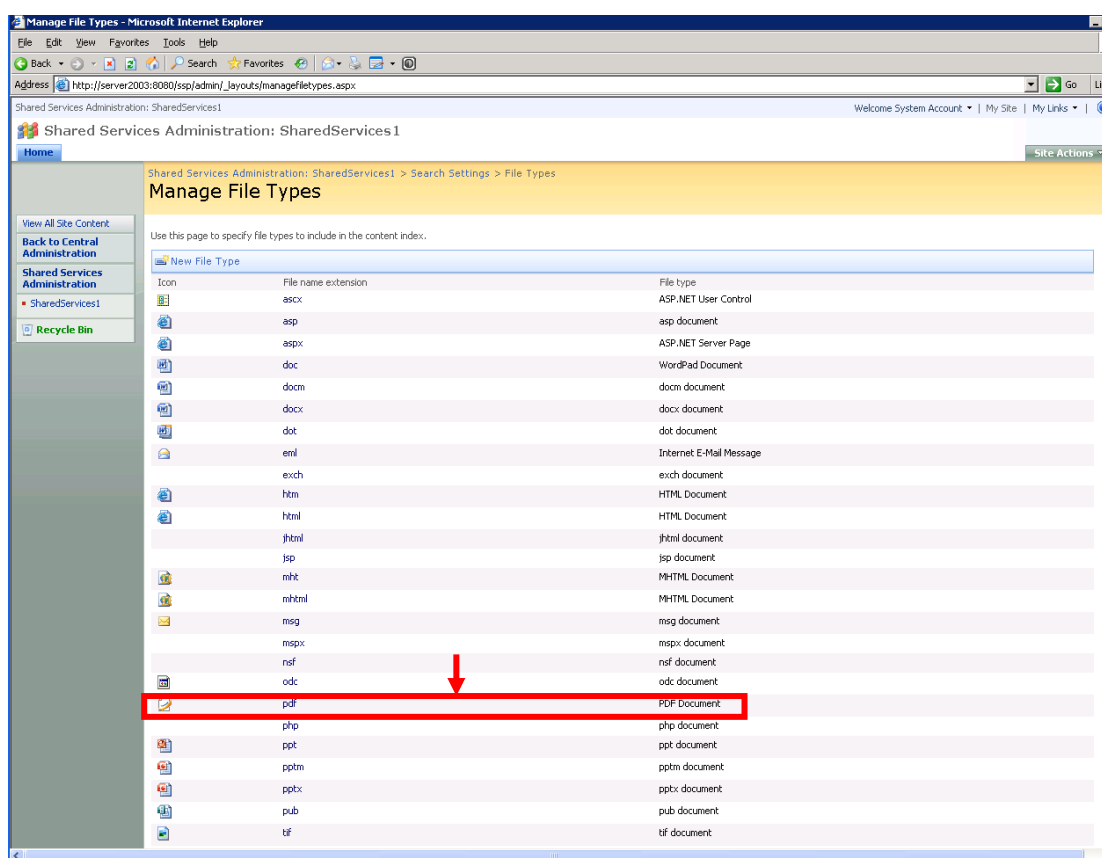 Manage File Types - Microsoft Internet Explorer
File Edit View Favorites Tools Help
Back Search Favorites
Address http://server2003:8080/ssp/admin/_layouts/managefiletypes.aspx Go Li
Shared Services Administration: SharedServices1 Welcome System Account | My Site | My Links |
Shared Services Administration: SharedServices1
Home Site Actions
Shared Services Administration: SharedServices1 > Search Settings > File Types
Manage File Types
View All Site Content
Back to Central
Administration
Shared Services
Administration
SharedServices1
Recycle Bin
Use this page to specify file types to include in the content index.
New File Type
Icon File name extension File type
ascx ASP.NET User Control
asp asp document
aspx ASP.NET Server Page
doc WordPad Document
docm docm document
docx docx document
dot dot document
eml Internet E-Mail Message
exch exch document
htm HTML Document
html HTML Document
jhtml jhtml document
jsp jsp document
mht MHTML Document
mhtml MHTML Document
msg msg document
mspx mspx document
nsf nsf document
odc odc document
pdf PDF Document
php php document
ppt ppt document
pptm pptm document
pptx pptx document
pub pub document
tif tif document